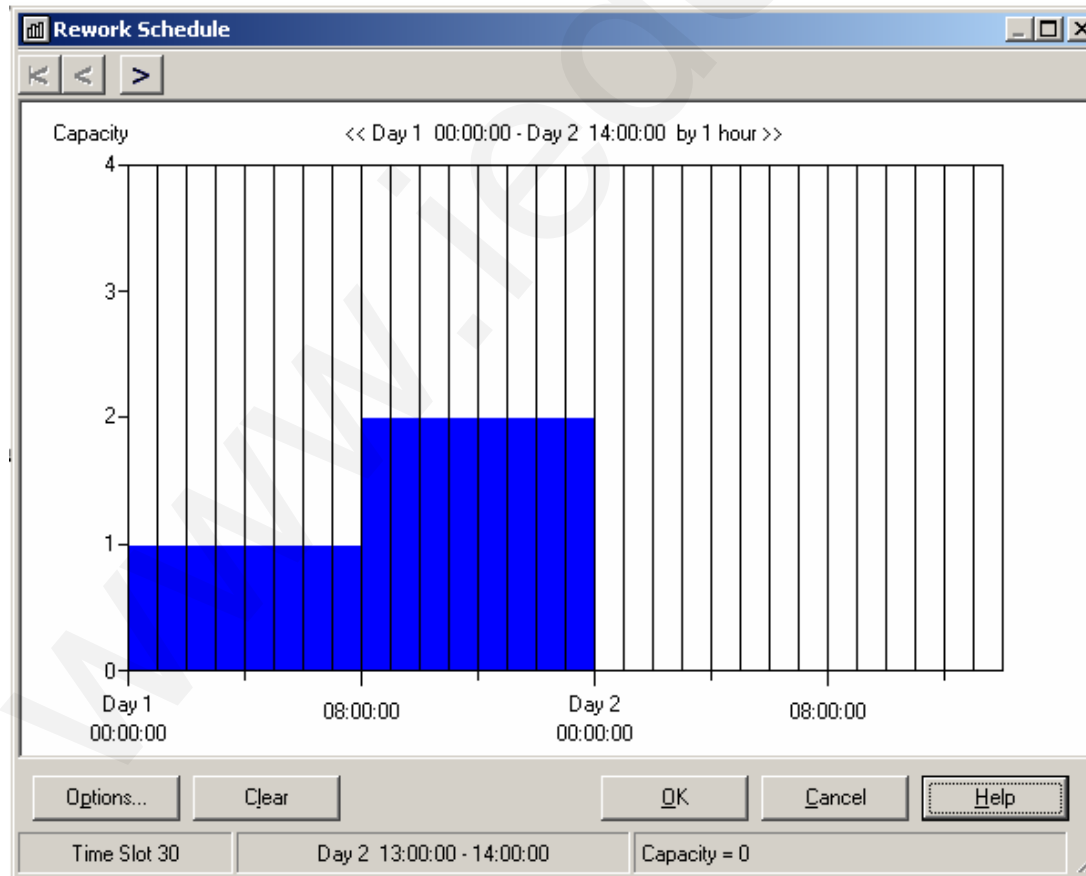 Rework Schedule
Capacity
<< Day 1 00:00:00 - Day 2 14:00:00 by 1 hour >>
4
3
2
1
0
Day 1
00:00:00
08:00:00
Day 2
00:00:00
08:00:00
Options... Clear OK Cancel Help
Time Slot 30 Day 2 13:00:00 - 14:00:00 Capacity = 0